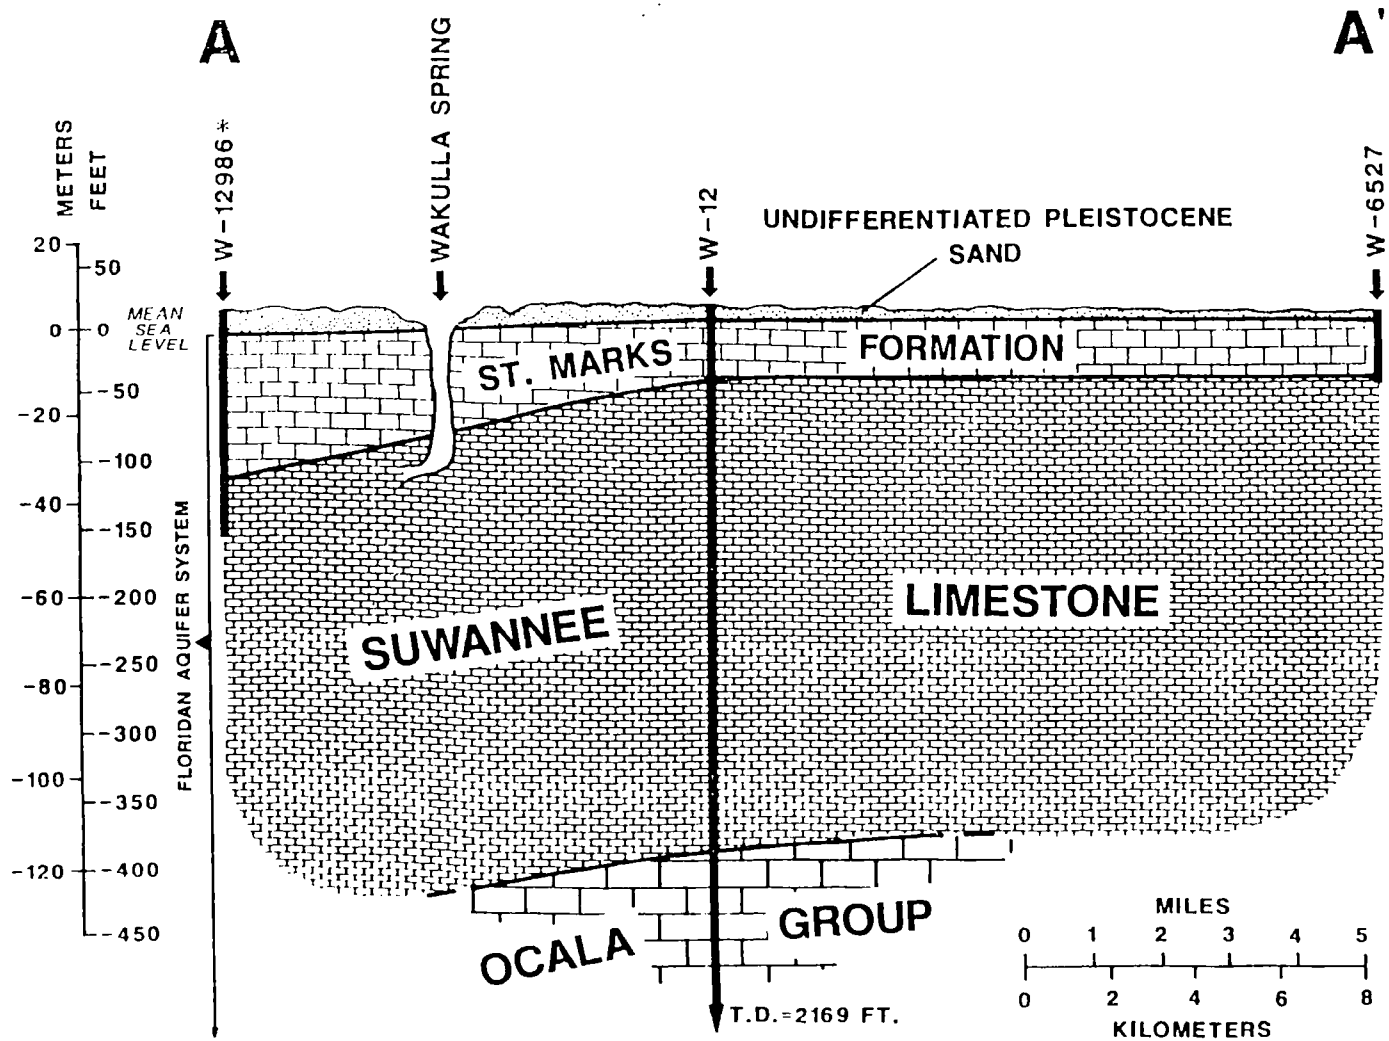 A
A'
METERS
FEET
W-12986*
WAKULLA SPRING
W-12
W-6527
UNDIFFERENTIATED PLEISTOCENE
SAND
20
50
MEAN
SEA
LEVEL
0
0
-50
-20
-100
-40
-150
-60
-200
-250
-80
-300
-100
-350
-120
-400
-450
FLORIDAN AQUIFER SYSTEM
ST. MARKS
FORMATION
SUWANNEE
LIMESTONE
OCALA
GROUP
T.D.=2169 FT.
MILES
0 1 2 3 4 5
0 2 4 6 8
KILOMETERS